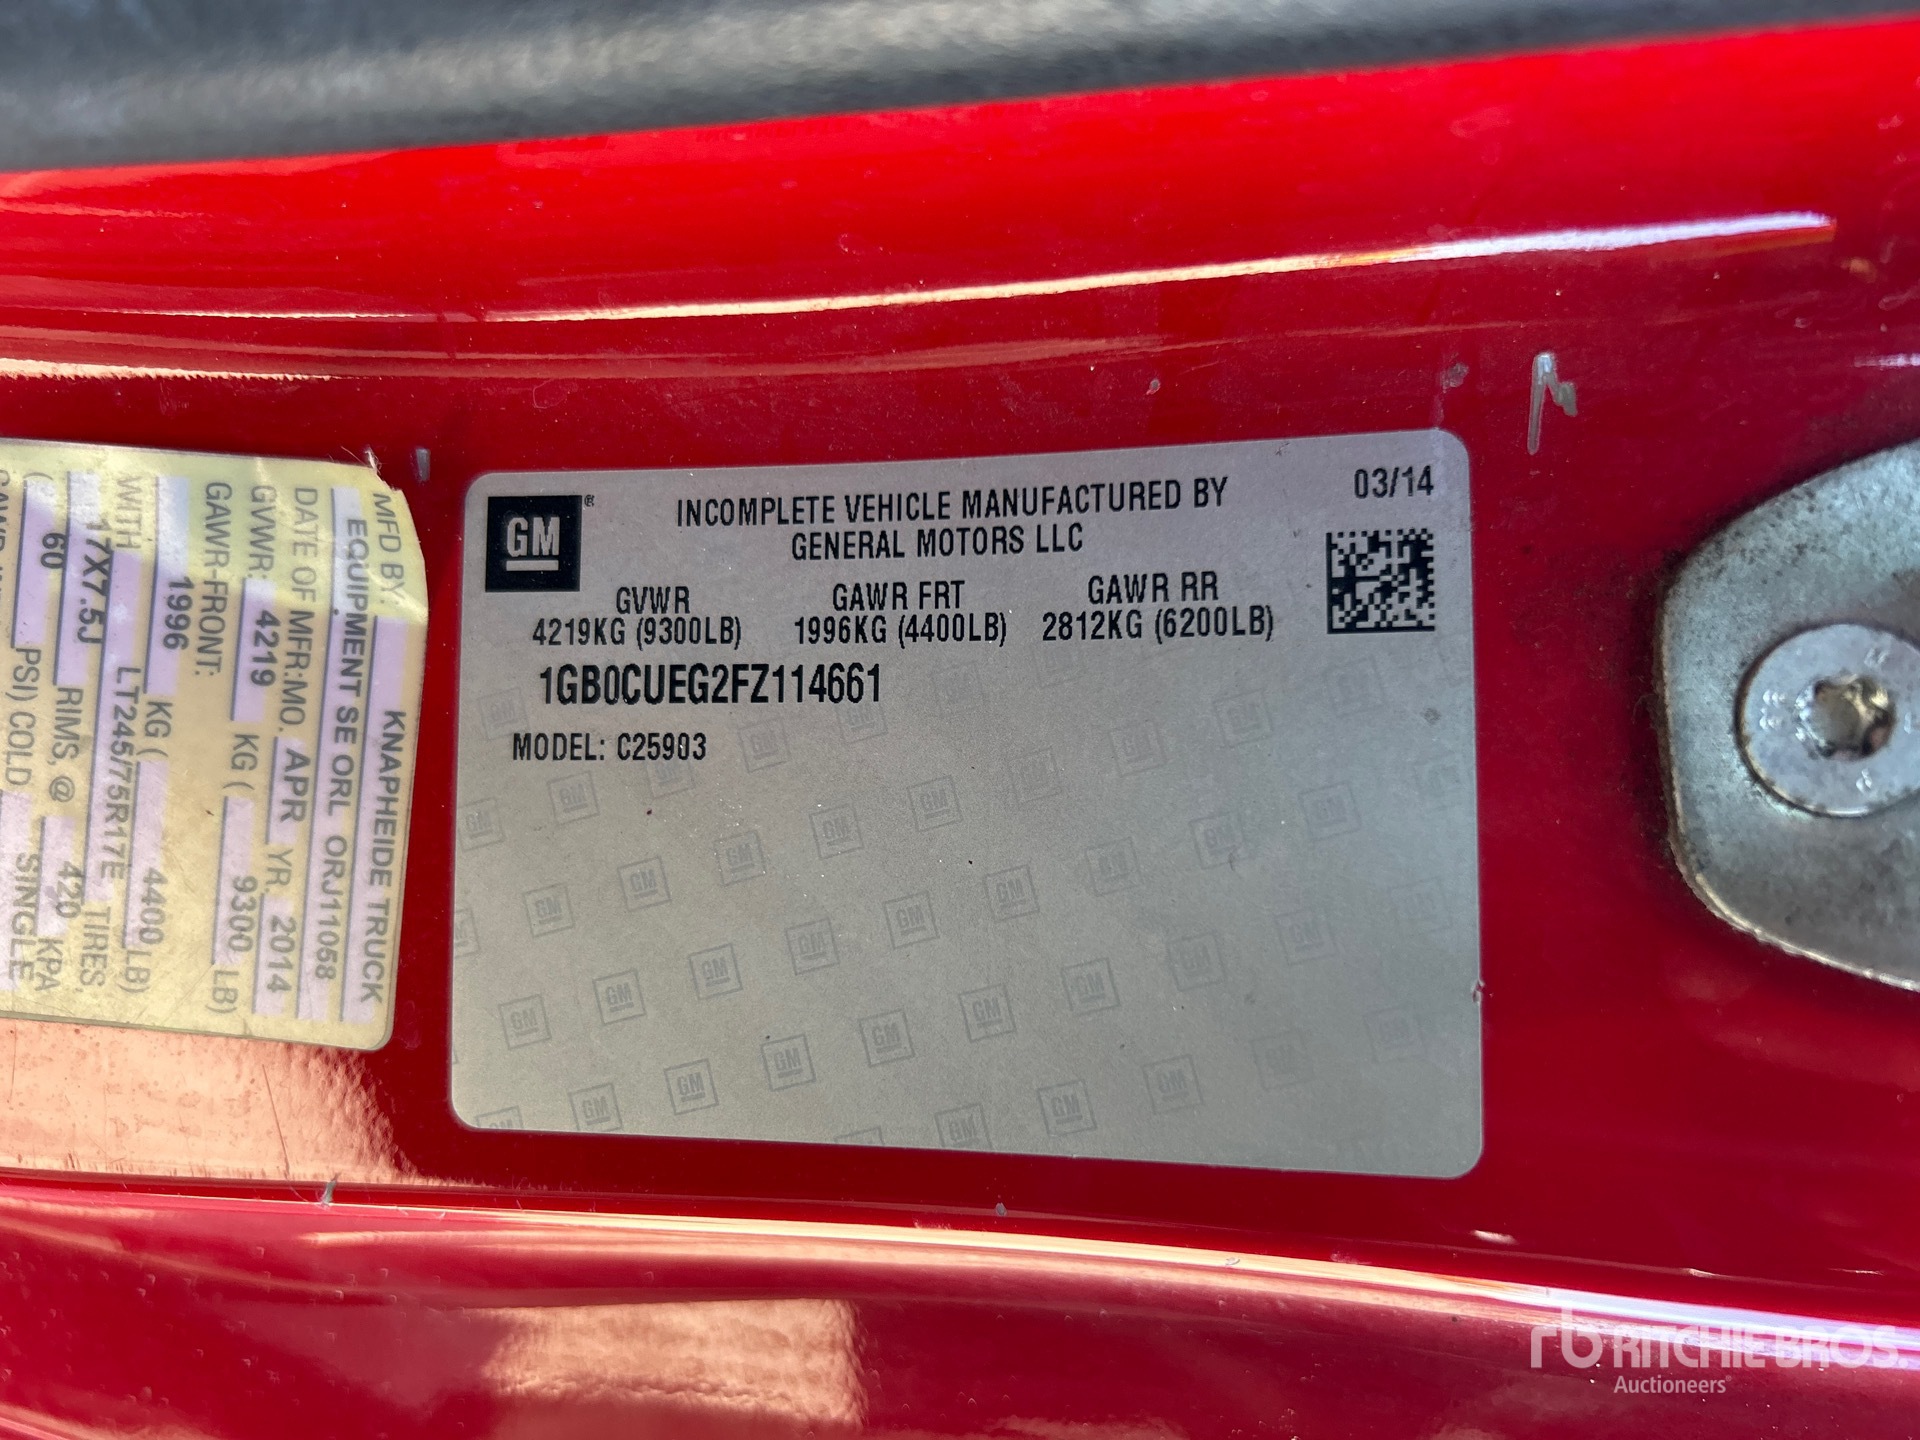 GM ®
INCOMPLETE VEHICLE MANUFACTURED BY
GENERAL MOTORS LLC
03/14
GVWR
4219KG (9300LB)
GAWR FRT
1996KG (4400LB)
GAWR RR
2812KG (6200LB)
1GB0CUEG2FZ114661
MODEL: C25903
MFD BY: KNAPHEIDE TRUCK
EQUIPMENT SE ORL ORJ11058
DATE OF MFR:MO. APR YR. 2014
GVWR: 4219 KG ( 9300 LB)
GAWR-FRONT:
1996 KG ( 4400 LB)
WITH LT245/75R17E TIRES
17X7.5J RIMS, @ 420 KPA
( 60 PSI) COLD SINGLE
rb RITCHIE BROS.
Auctioneers